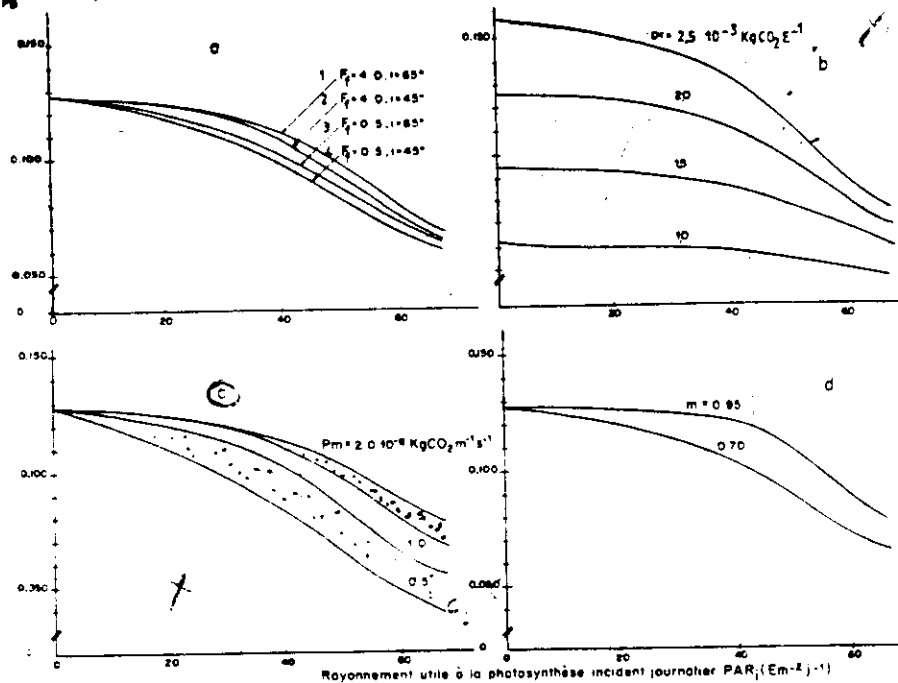 a
0.150
0.100
0.050
0
0 20 40 60
1 Ff=4.0, i=65°
2 Ff=4.0, i=45°
3 Ff=0.5, i=65°
4 Ff=0.5, i=45°
b
0.150
α = 2,5 10-3 KgCO2E-1
2.0
1.5
1.0
0 20 40 60
c
0.150
0.100
0 20 40 60
Pm = 2.0 10-8 KgCO2m-1s-1
1.0
0.5
d
0.150
0.100
0.050
0
0 20 40 60
m = 0.95
0.70
Rayonnement utile à la photosynthèse incident journalier PARi(Em-2j-1)